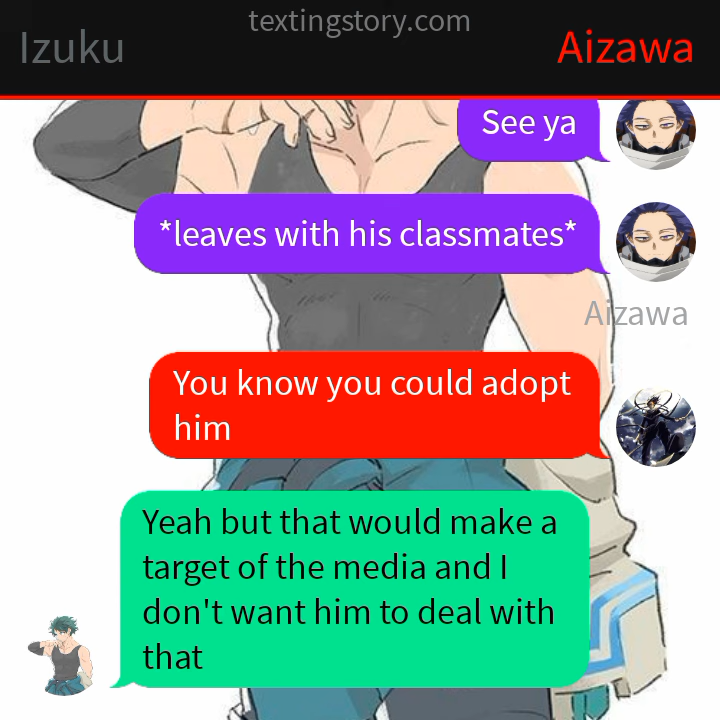 textingstory.com
Izuku
Aizawa
See ya
*leaves with his classmates*
Aizawa
You know you could adopt
him
Yeah but that would make a
target of the media and I
don't want him to deal with
that